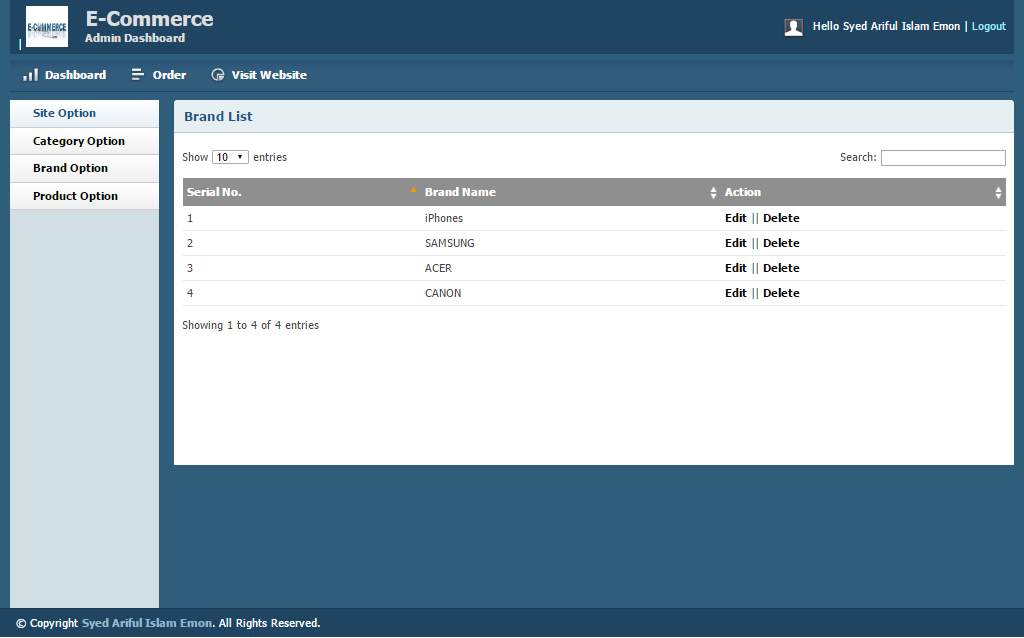 E-COMMERCE
E-Commerce
Admin Dashboard
Hello Syed Ariful Islam Emon | Logout
Dashboard Order Visit Website
Site Option
Category Option
Brand Option
Product Option
Brand List
Show 10 entries Search:
Serial No. Brand Name Action
1 iPhones Edit || Delete
2 SAMSUNG Edit || Delete
3 ACER Edit || Delete
4 CANON Edit || Delete
Showing 1 to 4 of 4 entries
© Copyright Syed Ariful Islam Emon. All Rights Reserved.